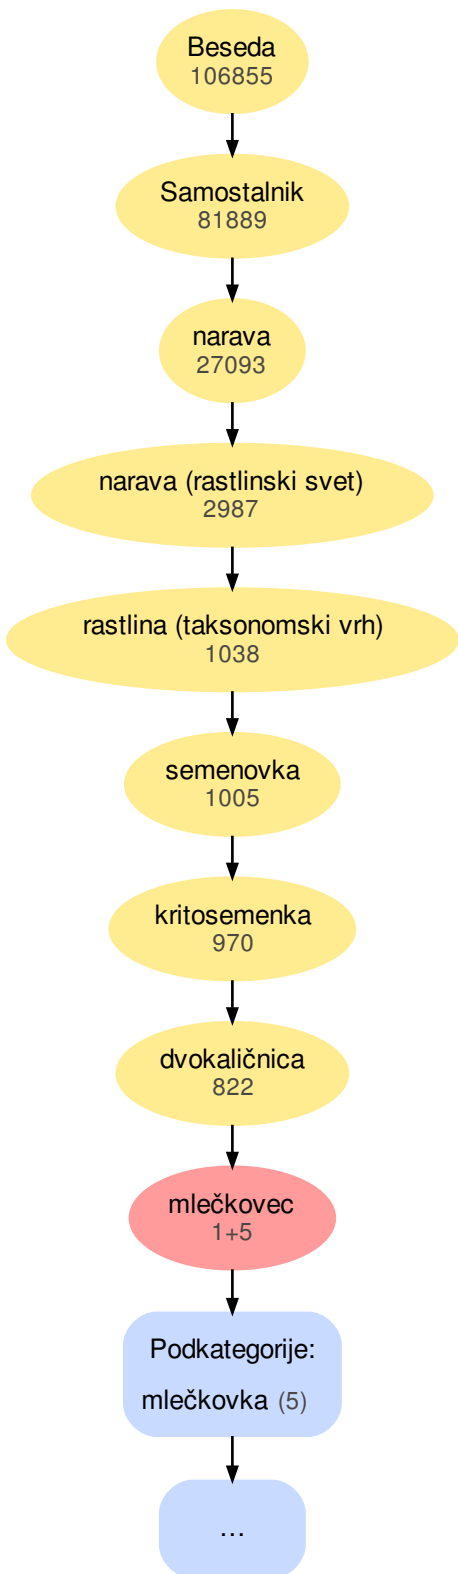 Beseda
106855
Samostalnik
81889
narava
27093
narava (rastlinski svet)
2987
rastlina (taksonomski vrh)
1038
semenovka
1005
kritosemenka
970
dvokaličnica
822
mlečkovec
1+5
Podkategorije:
mlečkovka (5)
...